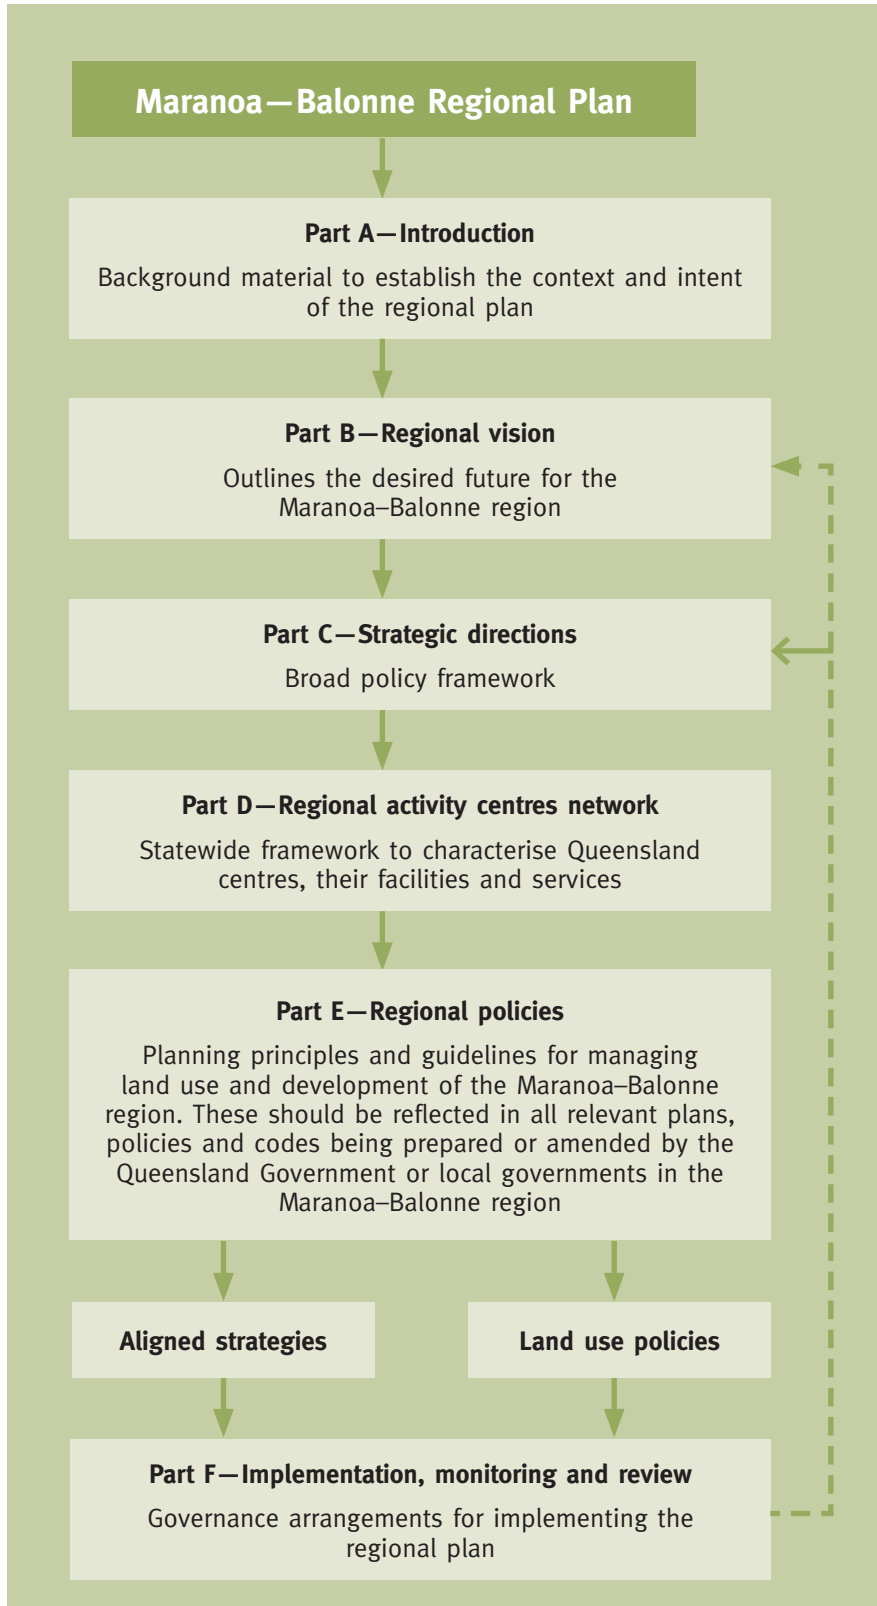 Maranoa—Balonne Regional Plan
Part A—Introduction
Background material to establish the context and intent
of the regional plan
Part B—Regional vision
Outlines the desired future for the
Maranoa–Balonne region
Part C—Strategic directions
Broad policy framework
Part D—Regional activity centres network
Statewide framework to characterise Queensland
centres, their facilities and services
Part E—Regional policies
Planning principles and guidelines for managing
land use and development of the Maranoa–Balonne
region. These should be reflected in all relevant plans,
policies and codes being prepared or amended by the
Queensland Government or local governments in the
Maranoa–Balonne region
Aligned strategies
Land use policies
Part F—Implementation, monitoring and review
Governance arrangements for implementing the
regional plan